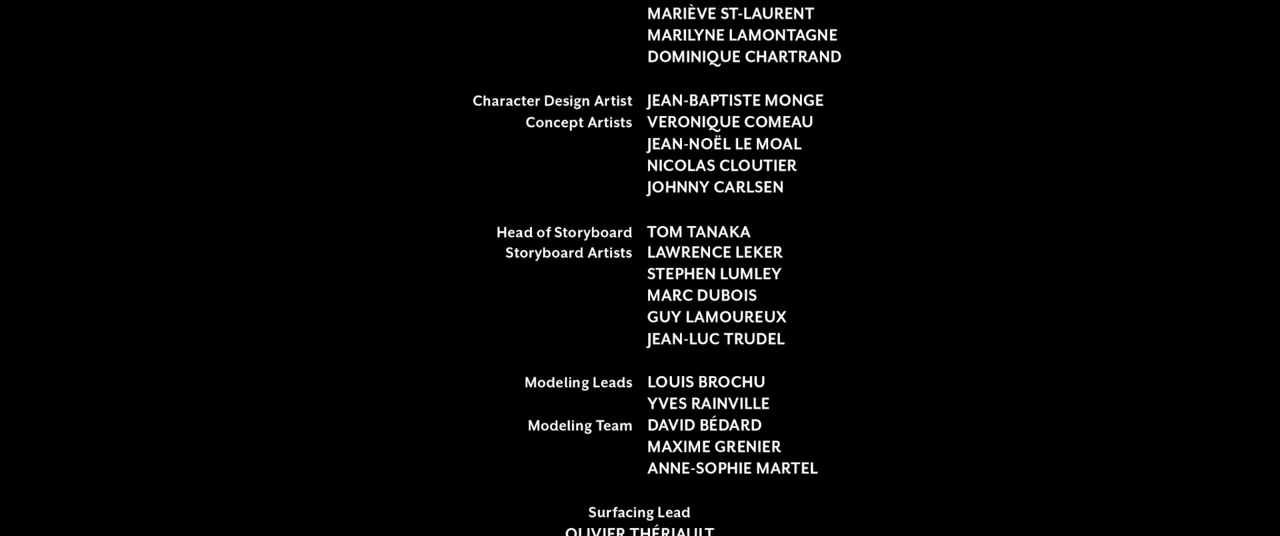 MARIÈVE ST-LAURENT
MARILYNE LAMONTAGNE
DOMINIQUE CHARTRAND
Character Design Artist JEAN-BAPTISTE MONGE
Concept Artists VERONIQUE COMEAU
JEAN-NOËL LE MOAL
NICOLAS CLOUTIER
JOHNNY CARLSEN
Head of Storyboard TOM TANAKA
Storyboard Artists LAWRENCE LEKER
STEPHEN LUMLEY
MARC DUBOIS
GUY LAMOUREUX
JEAN-LUC TRUDEL
Modeling Leads LOUIS BROCHU
YVES RAINVILLE
Modeling Team DAVID BÉDARD
MAXIME GRENIER
ANNE-SOPHIE MARTEL
Surfacing Lead
OLIVIER THÉRIAULT